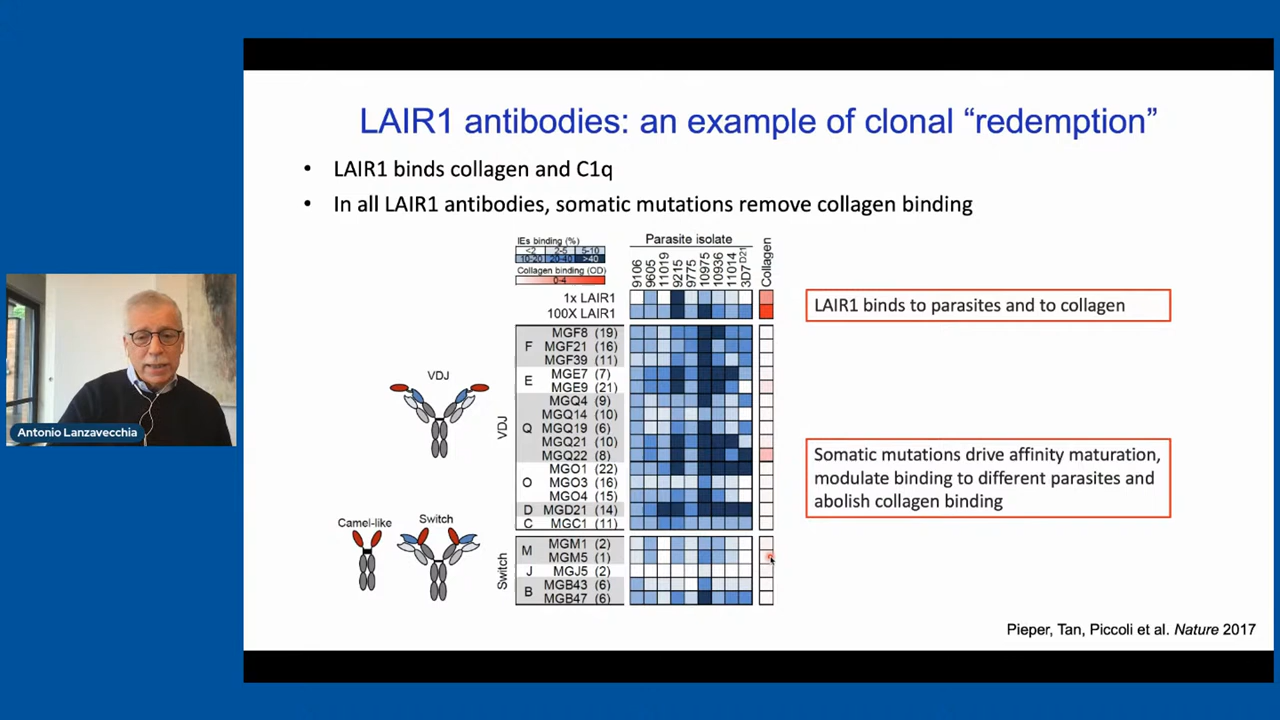 LAIR1 antibodies: an example of clonal “redemption”
• LAIR1 binds collagen and C1q
• In all LAIR1 antibodies, somatic mutations remove collagen binding
IEs binding (%)
<2 2-5 5-10
10-20 20-40 >40
Collagen binding (OD)
0-4
Parasite isolate
9106 9605 11019 9215 9775 10975 10936 11014 3D7D21 Collagen
1x LAIR1
100X LAIR1
LAIR1 binds to parasites and to collagen
VDJ
VDJ
F
MGF8 (19)
MGF21 (16)
MGF39 (11)
E
MGE7 (7)
MGE9 (21)
Q
MGQ4 (9)
MGQ14 (10)
MGQ19 (6)
MGQ21 (10)
MGQ22 (8)
O
MGO1 (22)
MGO3 (16)
MGO4 (15)
D MGD21 (14)
C MGC1 (11)
Somatic mutations drive affinity maturation,
modulate binding to different parasites and
abolish collagen binding
Camel-like
Switch
Switch
M
MGM1 (2)
MGM5 (1)
J MGJ5 (2)
B
MGB43 (6)
MGB47 (6)
Pieper, Tan, Piccoli et al. Nature 2017
Antonio Lanzavecchia